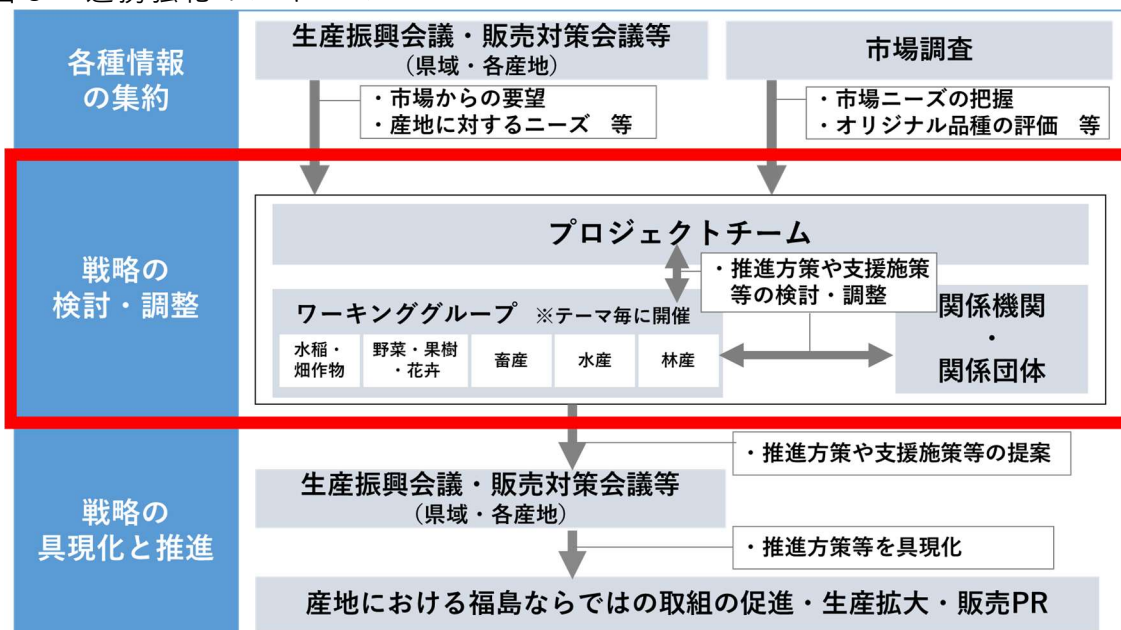 各種情報
の集約
生産振興会議・販売対策会議等
（県域・各産地）
市場調査
・市場からの要望
・産地に対するニーズ　等
・市場ニーズの把握
・オリジナル品種の評価　等
戦略の
検討・調整
プロジェクトチーム
・推進方策や支援施策
等の検討・調整
ワーキンググループ　※テーマ毎に開催
水稲・
畑作物
野菜・果樹
・花卉
畜産
水産
林産
関係機関
・
関係団体
・推進方策や支援施策等の提案
戦略の
具現化と推進
生産振興会議・販売対策会議等
（県域・各産地）
・推進方策等を具現化
産地における福島ならではの取組の促進・生産拡大・販売PR